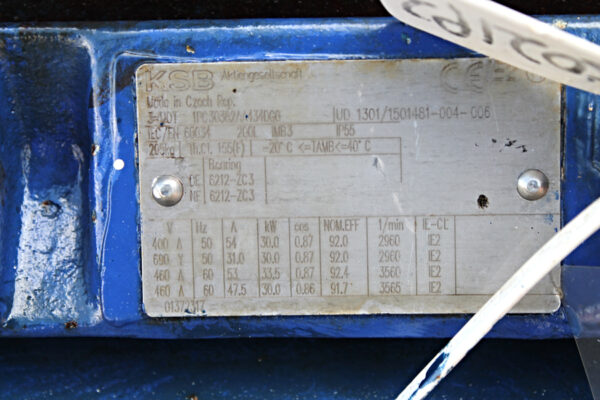 carcor
KSB Aktiengesellschaft
Made in Czech Rep.
UD 1301/1501481-004-006
IEC/EN 60034 200L IMB3 IP55
Th.Cl. 155(F) -20°C <=TAMB<=40°C
Bearing
DE 6212-ZC3
NE 6212-ZC3
V Hz A kW cos NOM.EFF 1/min IE-CL
400 Δ 50 54 30.0 0.87 92.0 2960 IE2
690 Y 50 31.0 30.0 0.87 92.0 2960 IE2
460 Δ 60 53 33.5 0.87 92.4 3560 IE2
460 Δ 60 47.5 30.0 0.86 91.7 3565 IE2